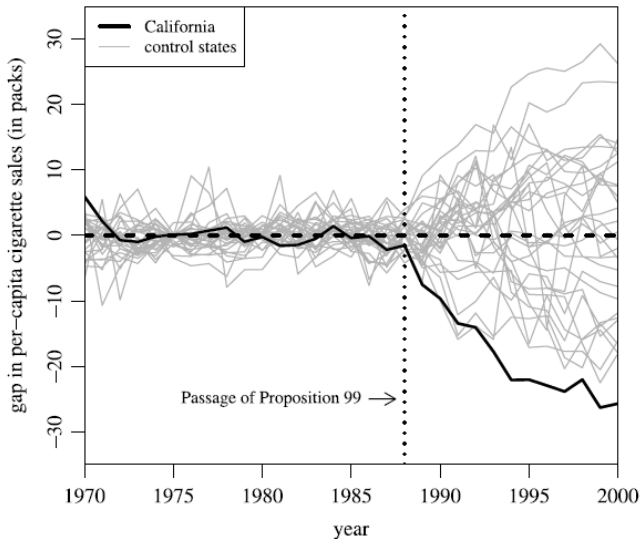 California
control states
gap in per-capita cigarette sales (in packs)
30
20
10
0
-10
-20
-30
Passage of Proposition 99
1970
1975
1980
1985
1990
1995
2000
year